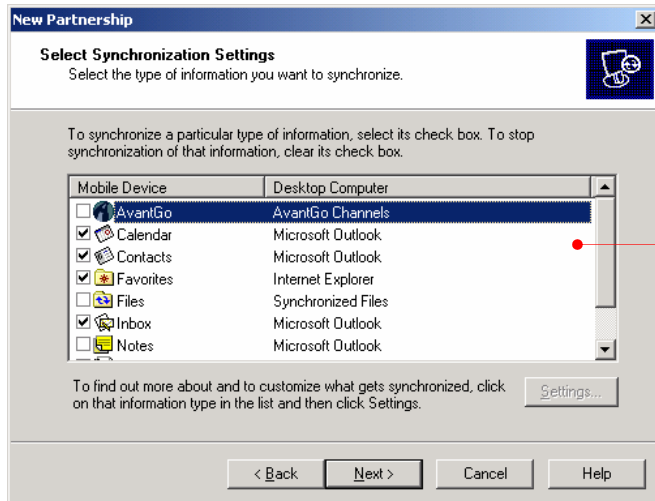 New Partnership
Select Synchronization Settings
Select the type of information you want to synchronize.
To synchronize a particular type of information, select its check box. To stop
synchronization of that information, clear its check box.
Mobile Device Desktop Computer
AvantGo AvantGo Channels
Calendar Microsoft Outlook
Contacts Microsoft Outlook
Favorites Internet Explorer
Files Synchronized Files
Inbox Microsoft Outlook
Notes Microsoft Outlook
To find out more about and to customize what gets synchronized, click
on that information type in the list and then click Settings.
Settings...
< Back Next > Cancel Help